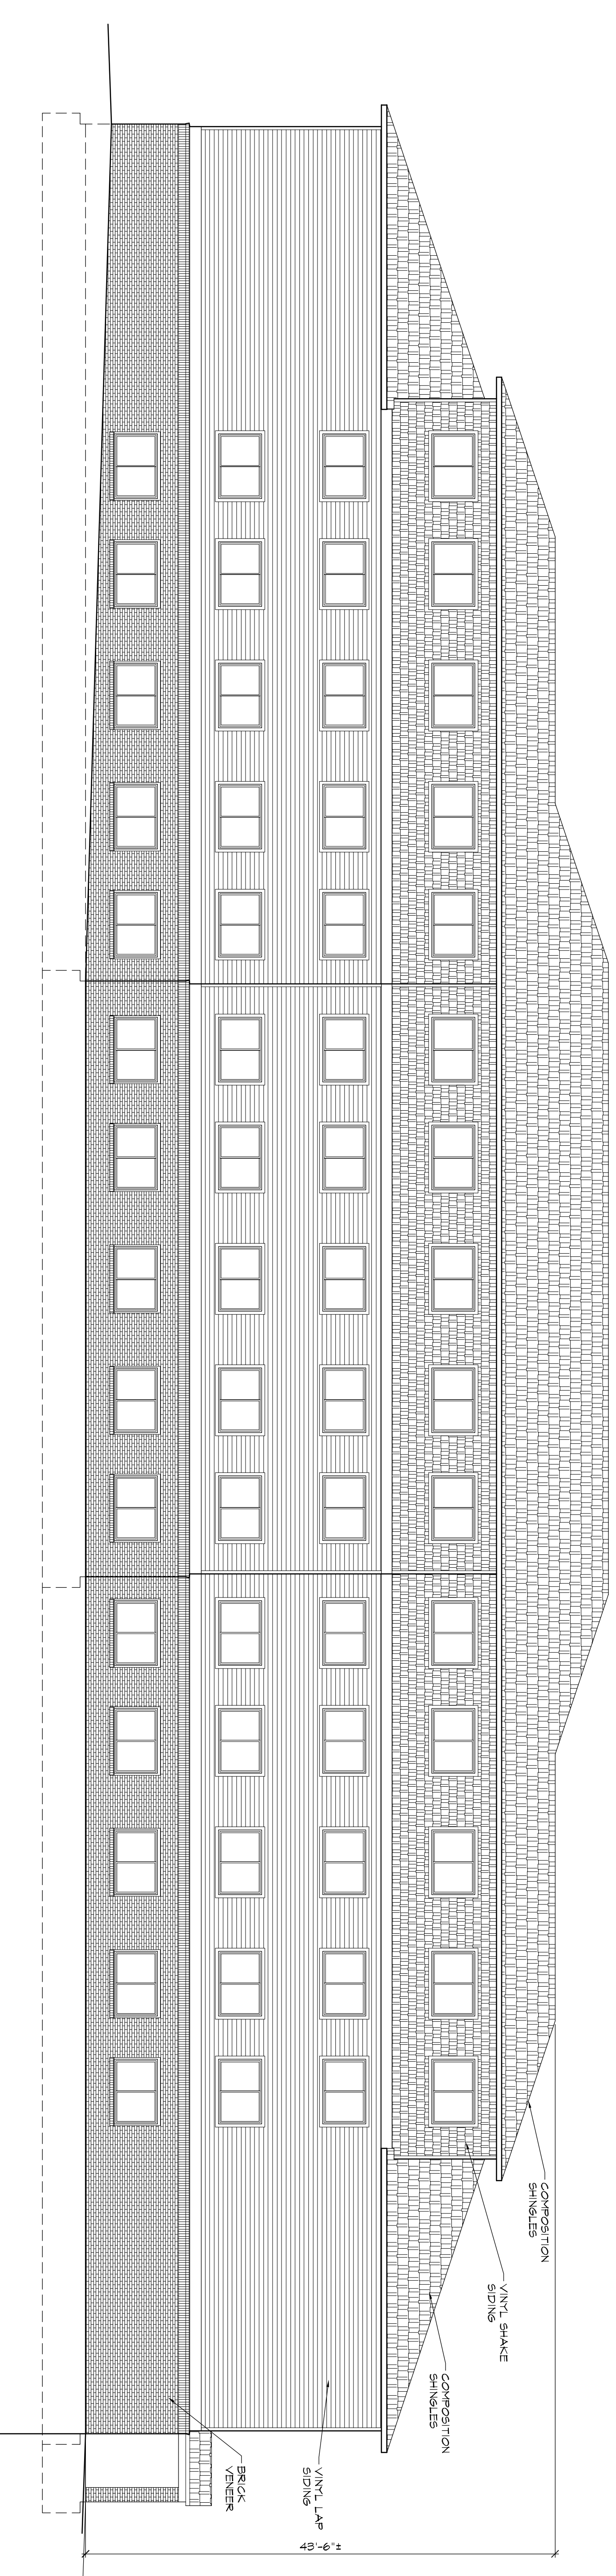 COMPOSITION
SHINGLES
VINYL SHAKE
SIDING
COMPOSITION
SHINGLES
VINYL LAP
SIDING
BRICK
VENEER
43'-6"±